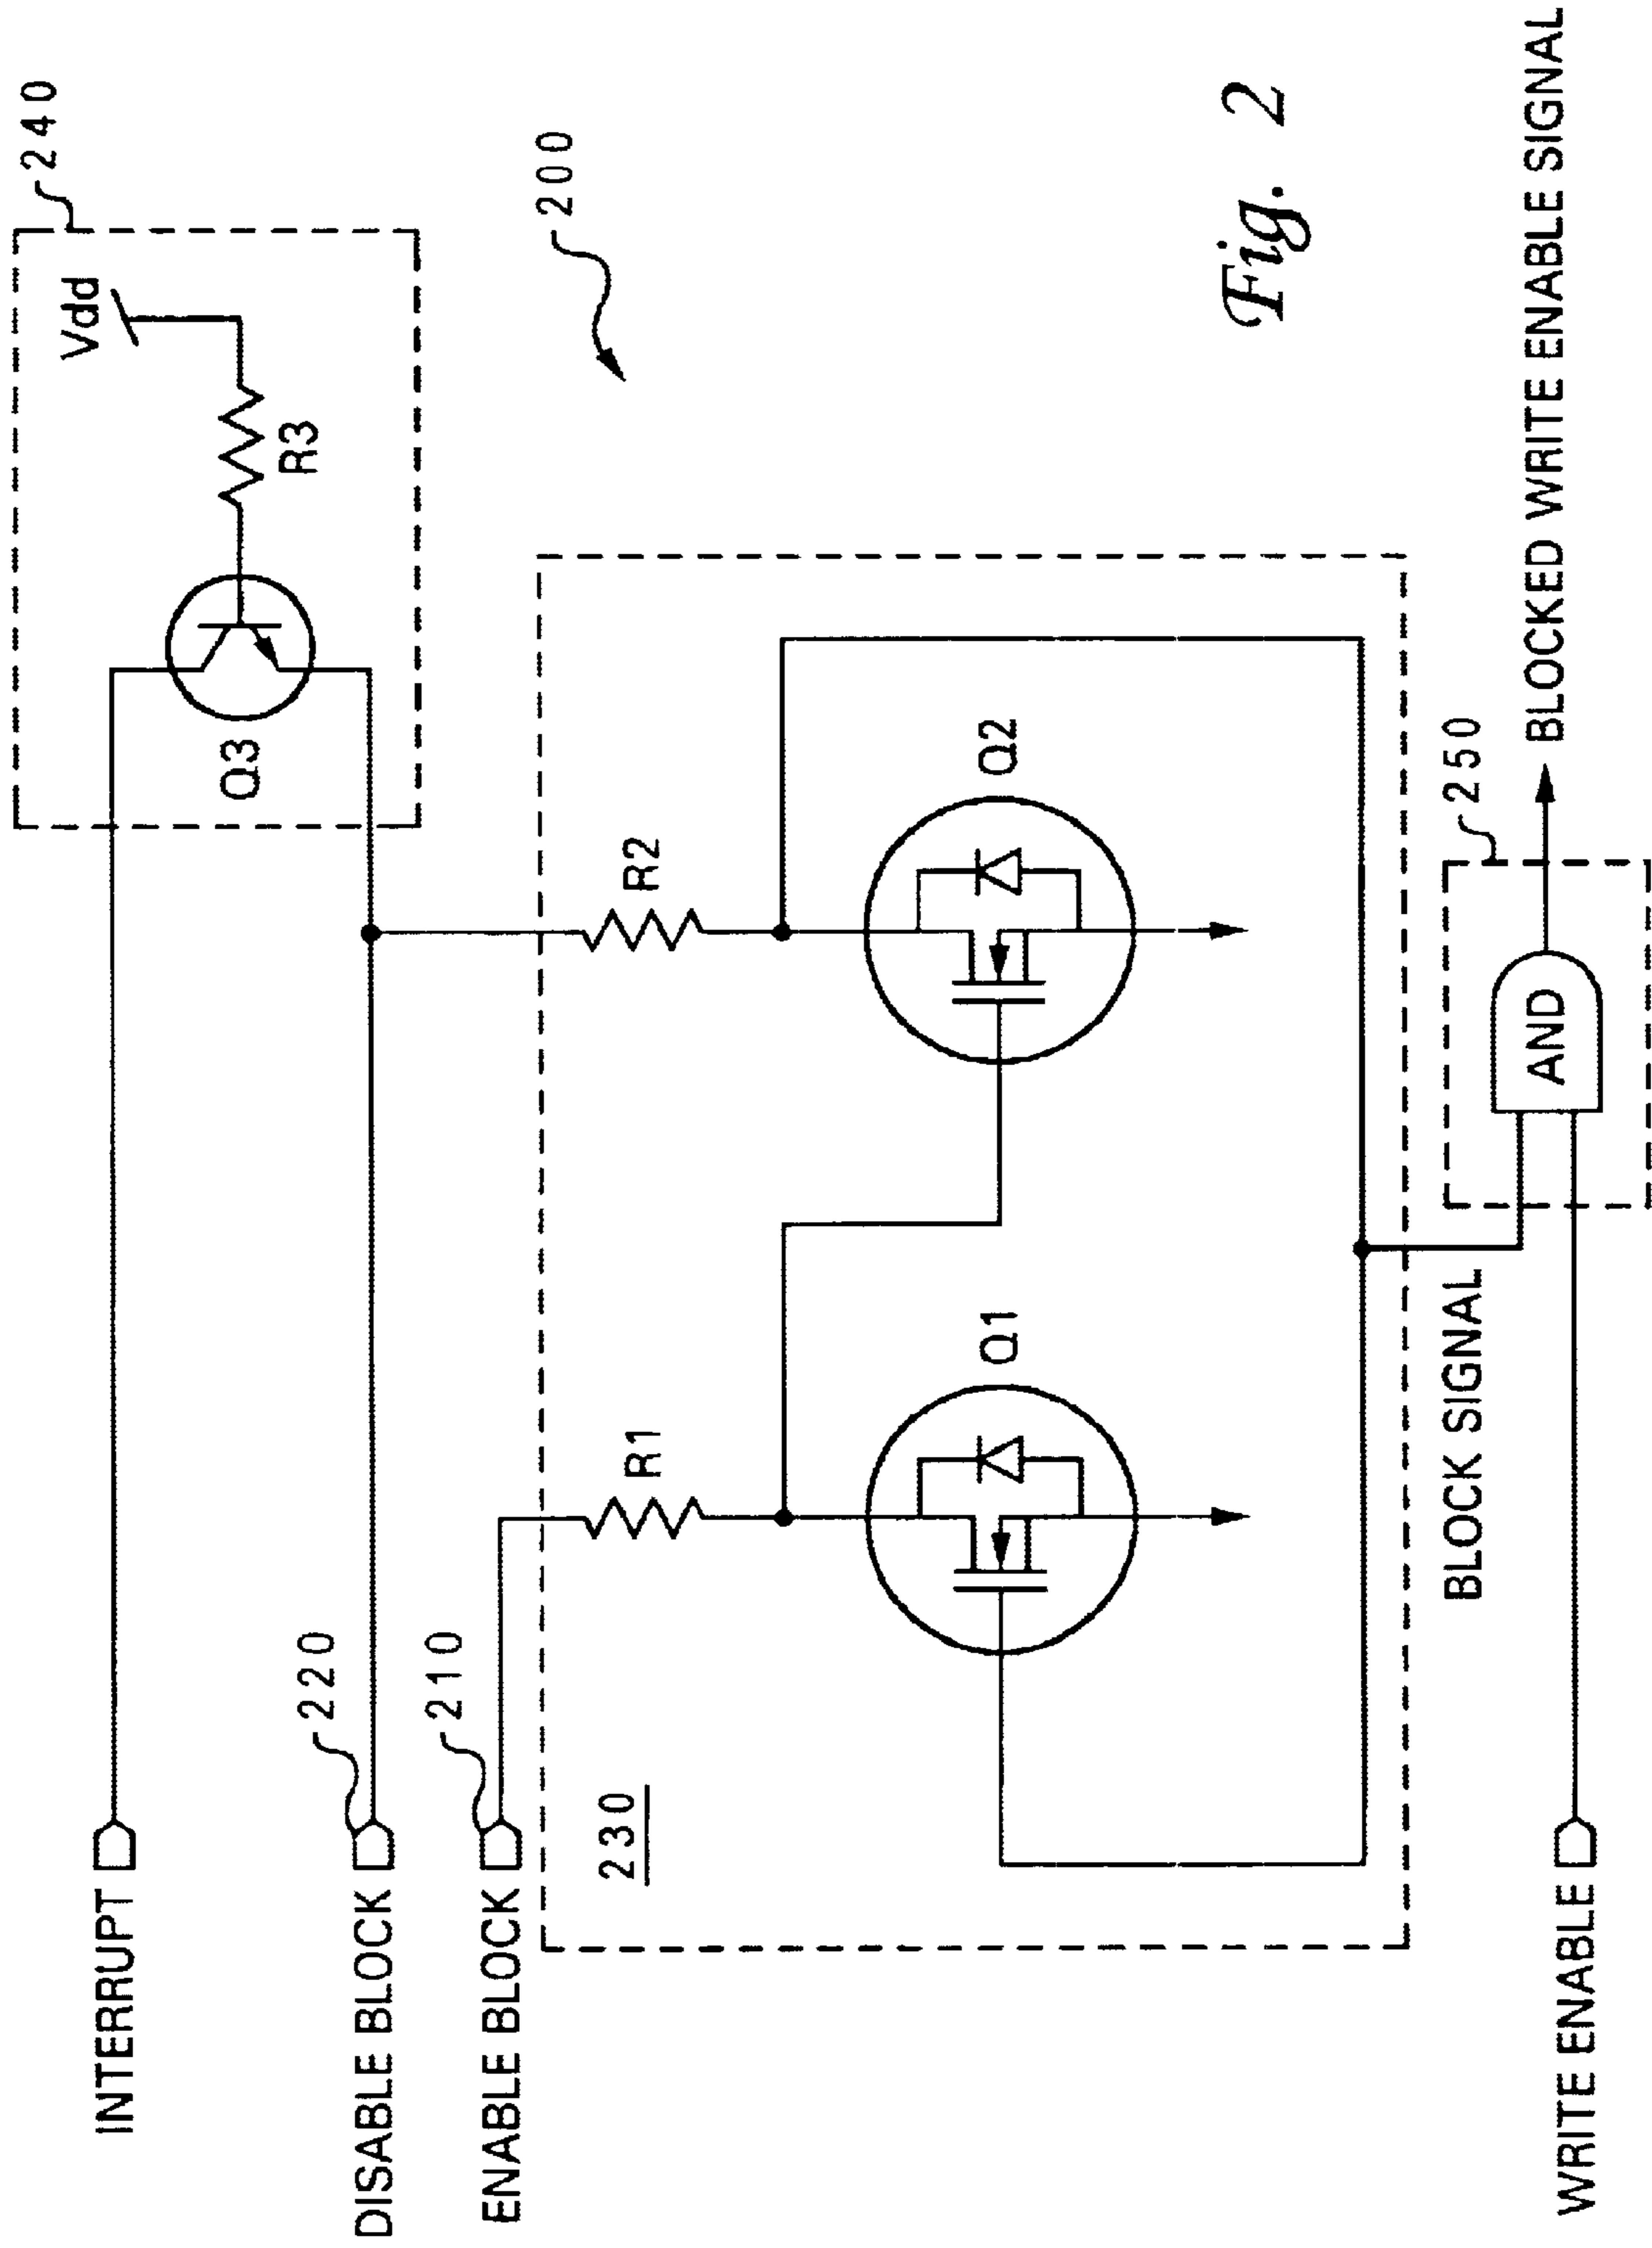 240
Vdd
R3
Q3
INTERRUPT
200
220
DISABLE BLOCK
210
ENABLE BLOCK
230
R1
R2
Q1
Q2
Fig. 2
BLOCK SIGNAL
250
AND
WRITE ENABLE
BLOCKED WRITE ENABLE SIGNAL